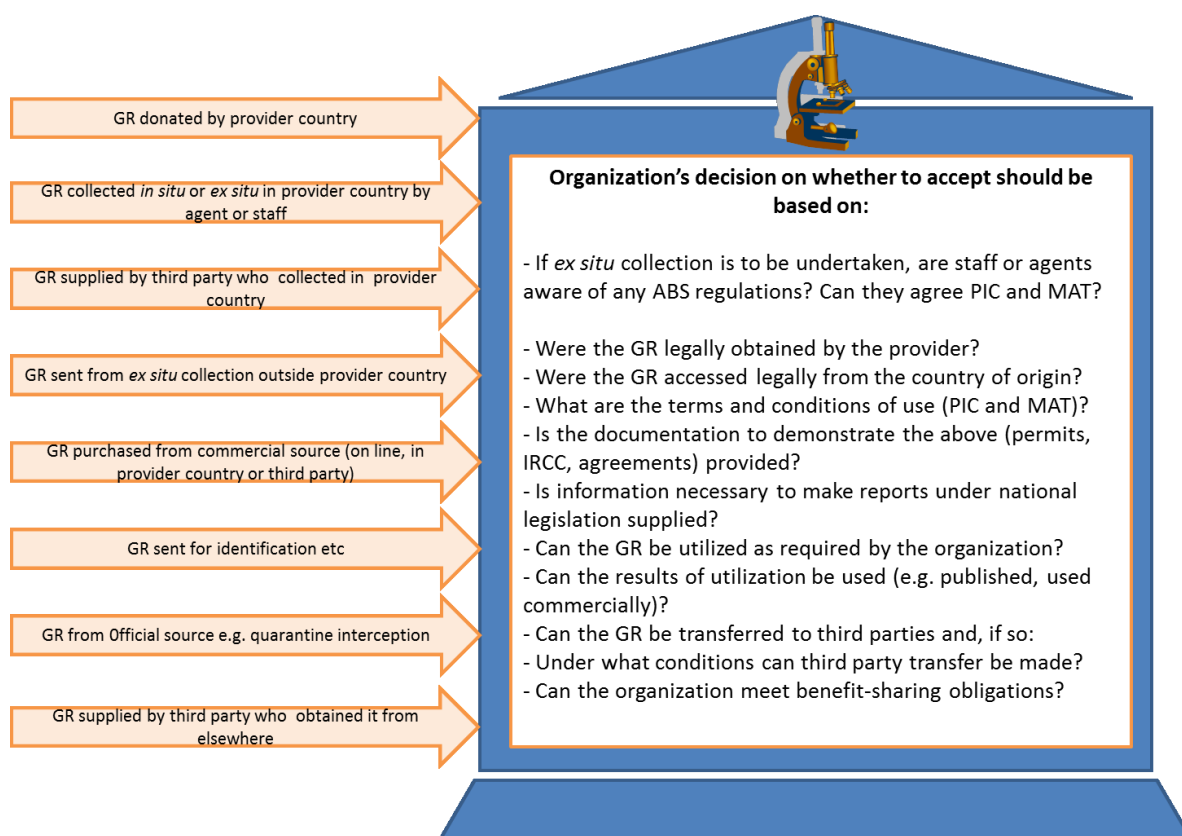 GR donated by provider country
GR collected in situ or ex situ in provider country by
agent or staff
GR supplied by third party who  collected in  provider
country
GR sent from ex situ collection outside provider country
GR purchased from commercial source (on line, in
provider country or third party)
GR sent for identification etc
GR from 0fficial source e.g. quarantine interception
GR supplied by third party who  obtained it from
elsewhere
Organization’s decision on whether to accept should be
based on:
- If ex situ collection is to be undertaken, are staff or agents
aware of any ABS regulations? Can they agree PIC and MAT?
- Were the GR legally obtained by the provider?
- Were the GR accessed legally from the country of origin?
- What are the terms and conditions of use (PIC and MAT)?
- Is the documentation to demonstrate the above (permits,
IRCC, agreements) provided?
- Is information necessary to make reports under national
legislation supplied?
- Can the GR be utilized as required by the organization?
- Can the results of utilization be used (e.g. published, used
commercially)?
- Can the GR be transferred to third parties and, if so:
- Under what conditions can third party transfer be made?
- Can the organization meet benefit-sharing obligations?